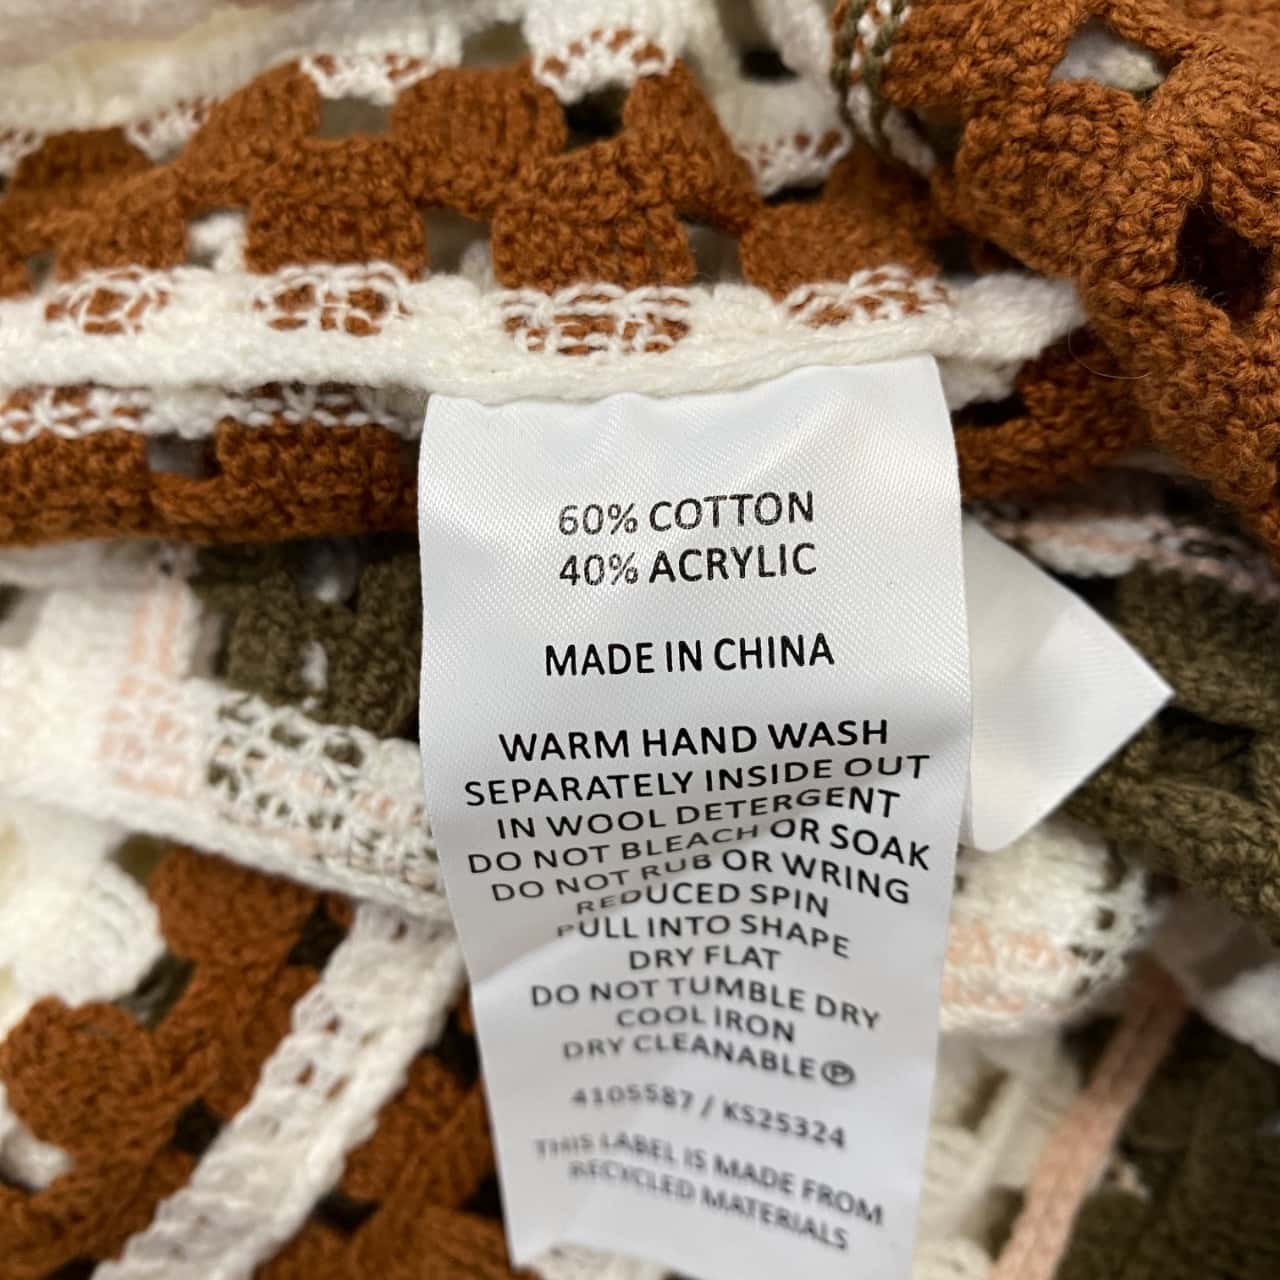 60% COTTON
40% ACRYLIC
MADE IN CHINA
WARM HAND WASH
SEPARATELY INSIDE OUT
IN WOOL DETERGENT
DO NOT BLEACH OR SOAK
DO NOT RUB OR WRING
REDUCED SPIN
PULL INTO SHAPE
DRY FLAT
DO NOT TUMBLE DRY
COOL IRON
DRY CLEANABLE Ⓟ
4105587 / KS25324
THIS LABEL IS MADE FROM
RECYCLED MATERIALS